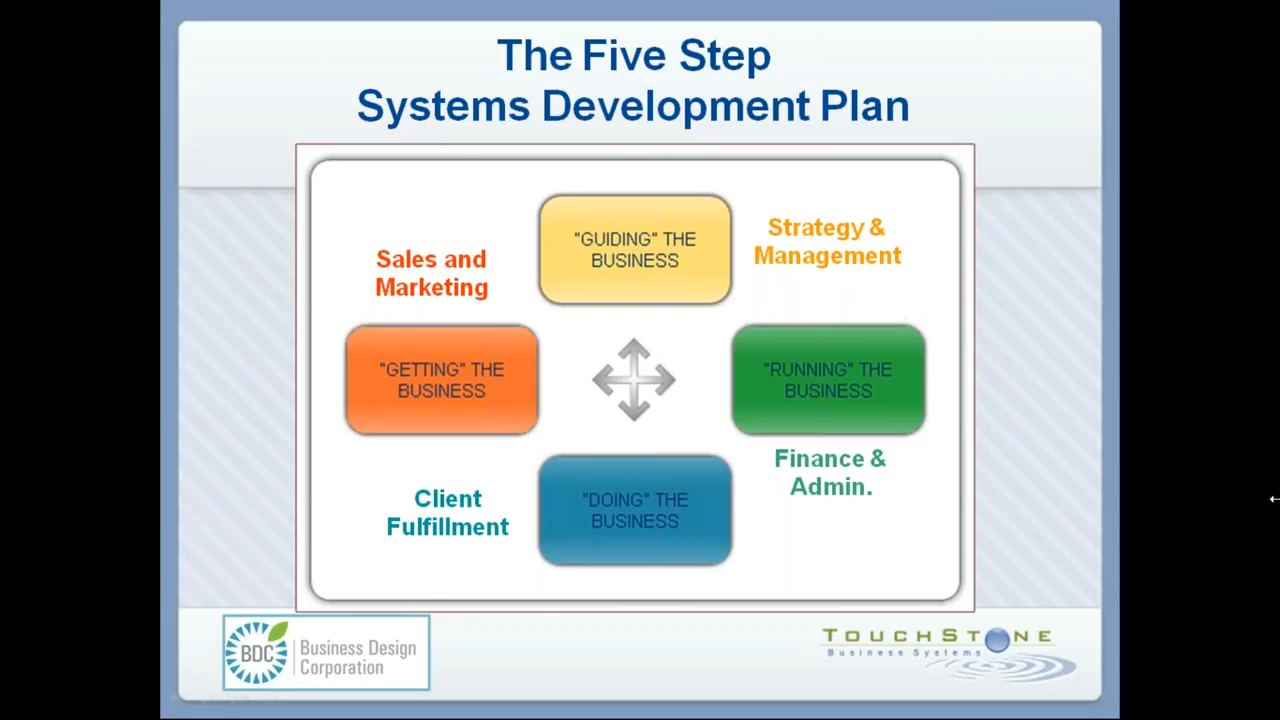 The Five Step
Systems Development Plan
"GUIDING" THE
BUSINESS
Strategy &
Management
Sales and
Marketing
"GETTING" THE
BUSINESS
"RUNNING" THE
BUSINESS
Finance &
Admin.
Client
Fulfillment
"DOING" THE
BUSINESS
BDC
Business Design
Corporation
TOUCHSTONE
Business Systems